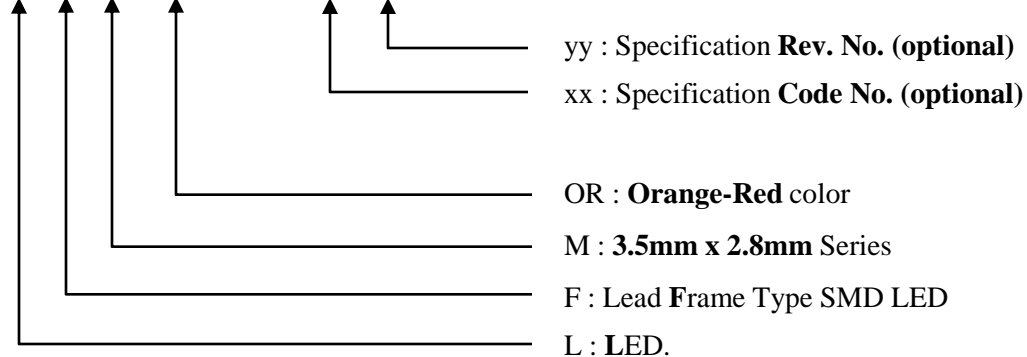 yy : Specification Rev. No. (optional)
xx : Specification Code No. (optional)
OR : Orange-Red color
M : 3.5mm x 2.8mm Series
F : Lead Frame Type SMD LED
L : LED.